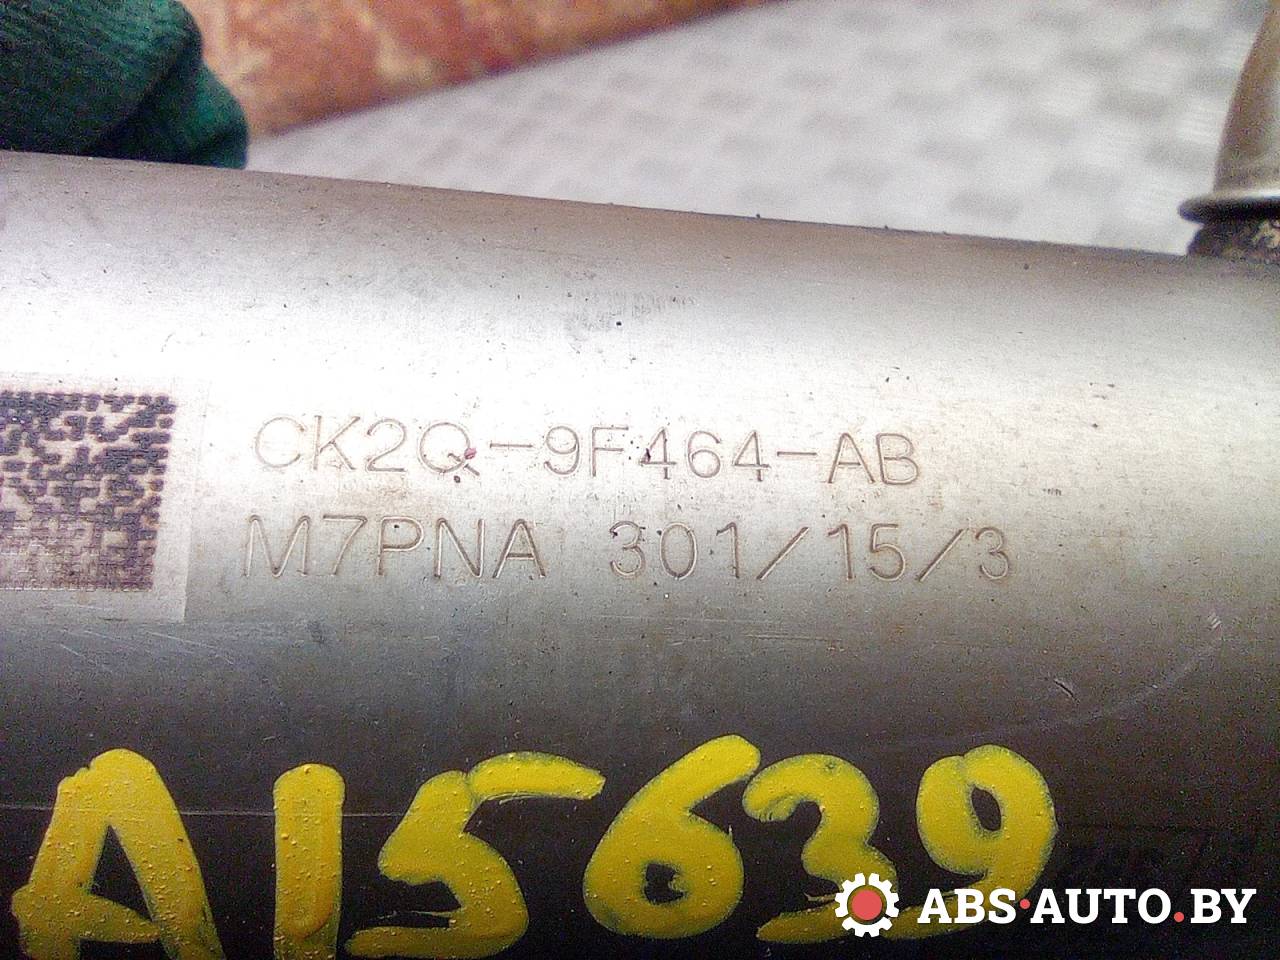 CK2Q-9F464-AB
M7PNA 301/15/3
A15639
ABS·AUTO.BY